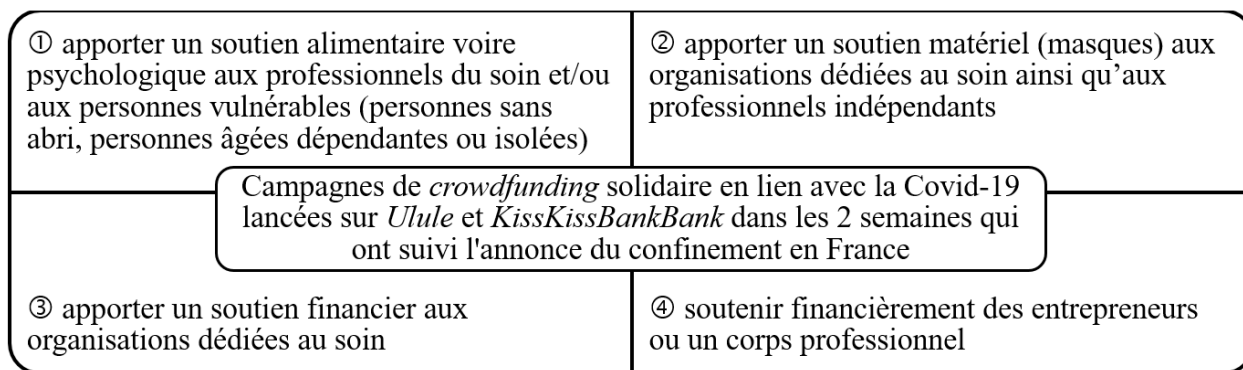 ① apporter un soutien alimentaire voire
psychologique aux professionnels du soin et/ou
aux personnes vulnérables (personnes sans
abri, personnes âgées dépendantes ou isolées)
② apporter un soutien matériel (masques) aux
organisations dédiées au soin ainsi qu’aux
professionnels indépendants
Campagnes de crowdfunding solidaire en lien avec la Covid-19
lancées sur Ulule et KissKissBankBank dans les 2 semaines qui
ont suivi l'annonce du confinement en France
③ apporter un soutien financier aux
organisations dédiées au soin
④ soutenir financièrement des entrepreneurs
ou un corps professionnel